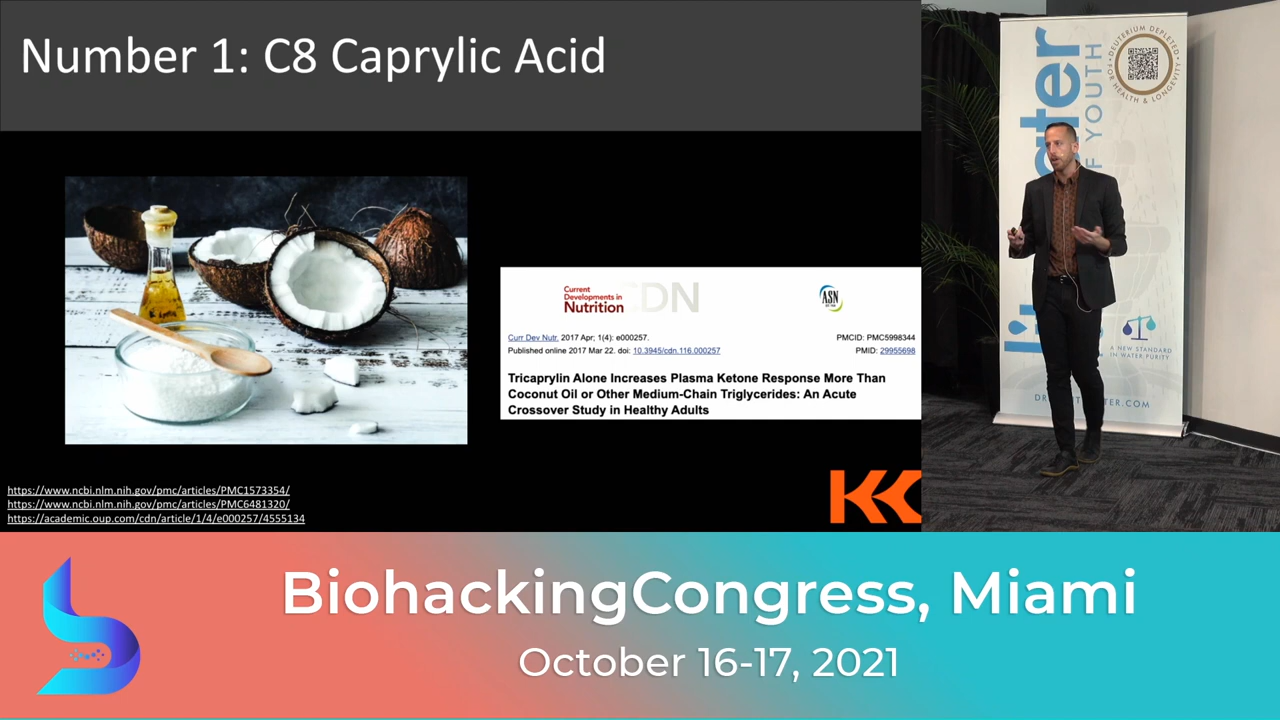 Number 1: C8 Caprylic Acid
Current
Developments in
Nutrition
CDN
ASN
Curr Dev Nutr. 2017 Apr; 1(4): e000257.
PMCID: PMC5998344
Published online 2017 Mar 22. doi: 10.3945/cdn.116.000257
PMID: 29955698
Tricaprylin Alone Increases Plasma Ketone Response More Than
Coconut Oil or Other Medium-Chain Triglycerides: An Acute
Crossover Study in Healthy Adults
https://www.ncbi.nlm.nih.gov/pmc/articles/PMC1573354/
https://www.ncbi.nlm.nih.gov/pmc/articles/PMC6481320/
https://academic.oup.com/cdn/article/1/4/e000257/4555134
DEUTERIUM DEPLETED
FOR HEALTH & LONGEVITY
YOUTH
A NEW STANDARD
IN WATER PURITY
BiohackingCongress, Miami
October 16-17, 2021